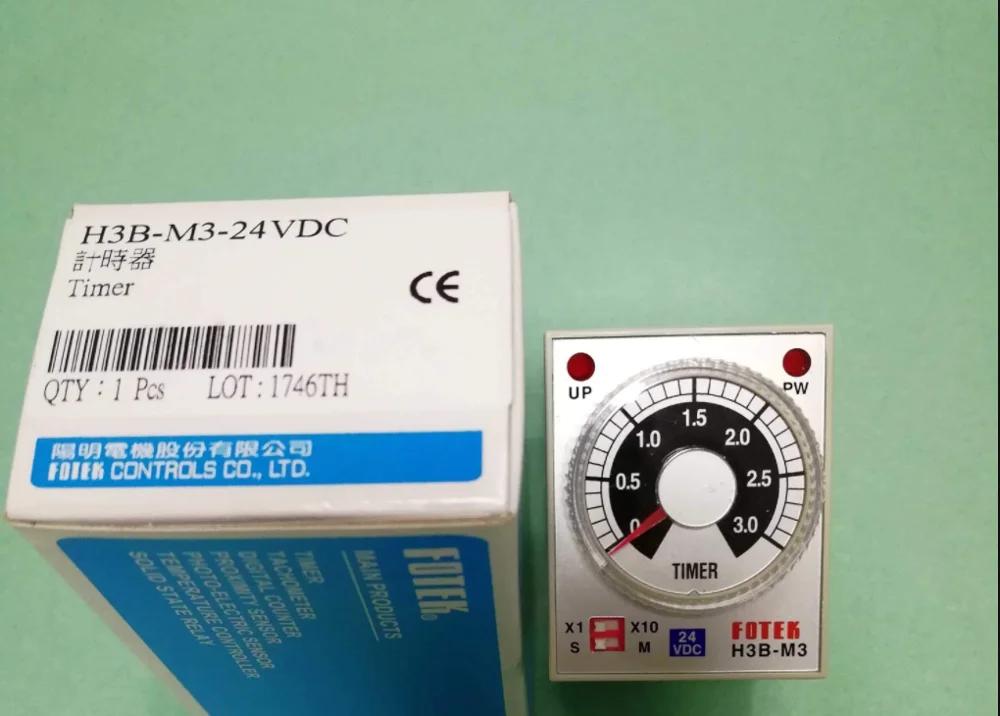 H3B-M3-24VDC
計時器
Timer
CE
QTY：1 Pcs LOT：1746TH
陽明電機股份有限公司
FOTEK CONTROLS CO., LTD.
FOTEK
MAIN PRODUCTS
TIMER
TACHOMETER
DIGITAL COUNTER
PROXIMITY SENSOR
PHOTO-ELECTRIC SENSOR
TEMPERATURE CONTROLLER
SOLID STATE RELAY
UP PW
0 0.5 1.0 1.5 2.0 2.5 3.0
TIMER
X1 X10
S M
24 VDC
FOTEK
H3B-M3